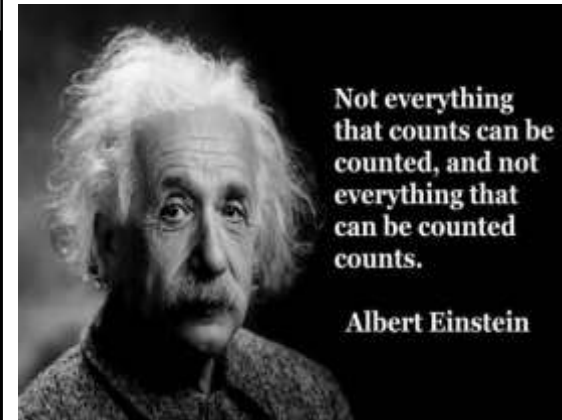 Not everything
that counts can be
counted, and not
everything that
can be counted
counts.
Albert Einstein